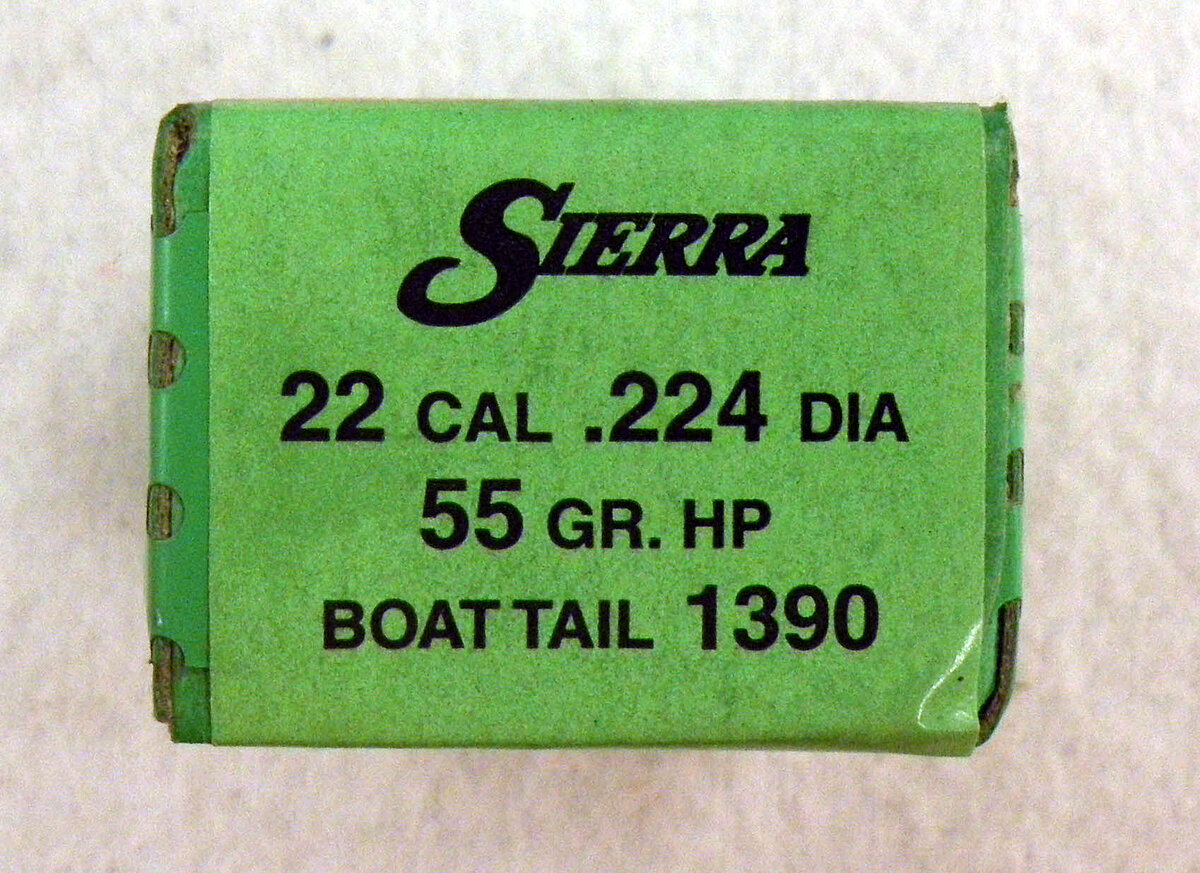 SIERRA
22 CAL .224 DIA
55 GR. HP
BOAT TAIL 1390